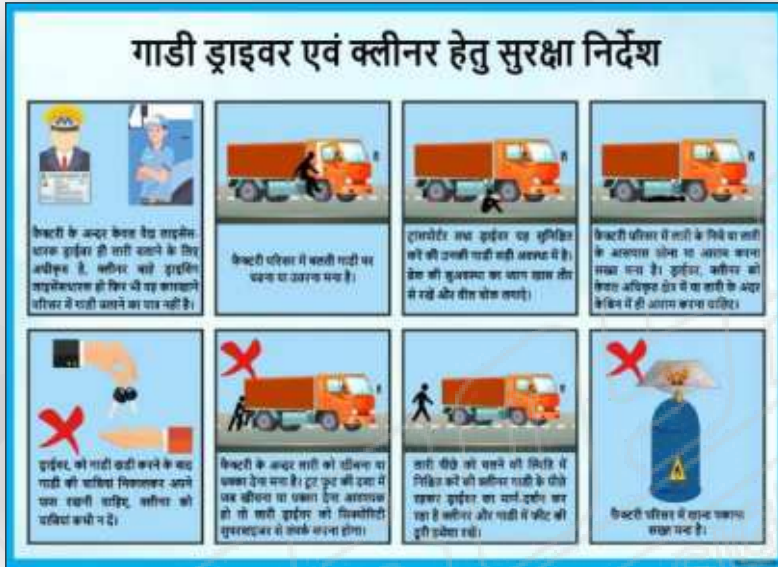 गाडी ड्राइवर एवं क्लीनर हेतु सुरक्षा निर्देश
फैक्टरी के अन्दर केवल वैध लाइसेंस
धारक ड्राईवर ही लारी चलाने के लिए
अधीकृत है, क्लीनर चाहे ड्राइविंग
लाइसेंसधारक हो फिर भी वह कारखाने
परिसर में गाडी चलाने का पात्र नहीं है।
फैक्टरी परिसर में चलती गाडी पर
चढना या उतरना मना है।
ट्रांसपोर्टर तथा ड्राईवर यह सुनिश्चित
करे की उनकी गाडी सही अवस्था में है।
ब्रेक की सुअवस्था का ध्यान खास तौर
से रखें और वील चोक लगाऐ।
फैक्टरी परिसर में लारी के निचे या लारी
के आसपास सोना या आराम करना
सख्त मना है। ड्राईवर, क्लीनर को
केवल अधिकृत क्षेत्र में या लारी के अंदर
केबिन में ही आराम करना चाहिए।
ड्राईवर, को गाडी खडी करने के बाद
गाडी की चाबियां निकालकर अपने
पास रखनी चाहिए, क्लीनर को
चाबियां कभी न दें।
फैक्टरी के अन्दर लारी को खींचना या
धक्का देना मना है। टूट फूट की दशा में
जब खींचना या धक्का देना आवश्यक
हो तो लारी ड्राईवर को सिक्योरिटी
सुपरवाइजर से संपर्क करना होगा।
लारी पीछे को चलने की स्थिति में
निश्चित करें की क्लीनर गाडी के पीछे
रहकर ड्राईवर का मार्ग-दर्शन कर
रहा है क्लीनर और गाडी में फीट की
दुरी हमेशा रखें।
फैक्टरी परिसर में खाना पकाना
सख्त मना है।